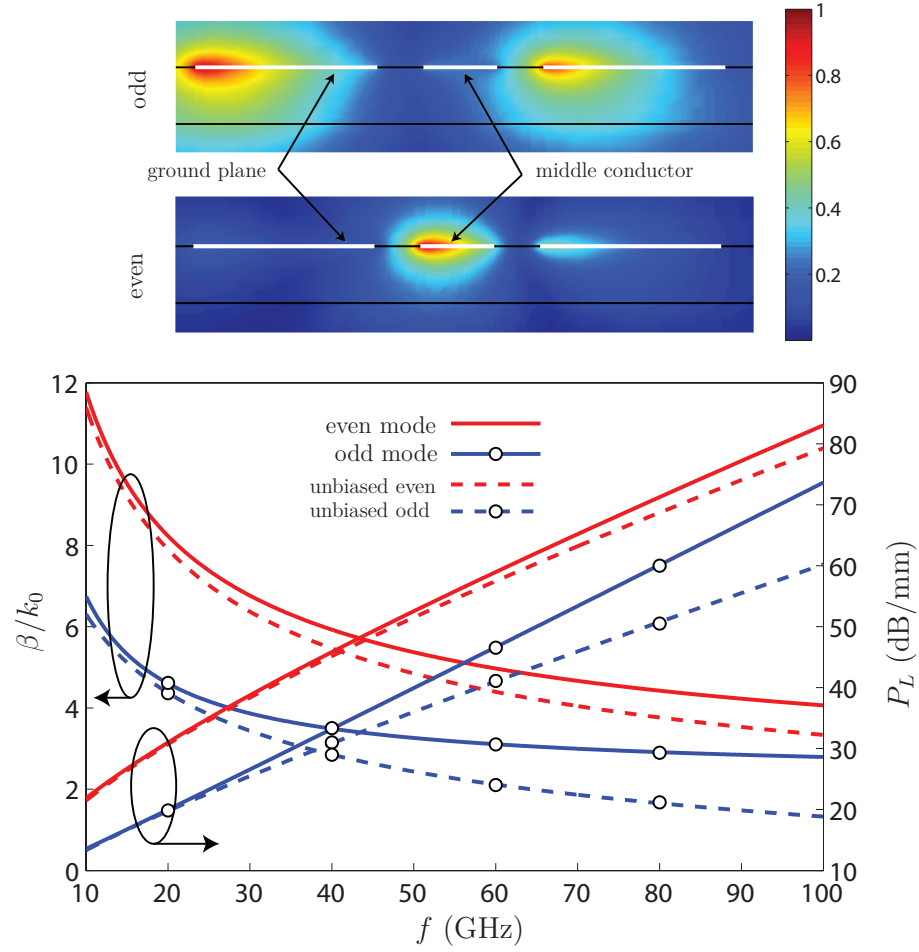 1
0.8
0.6
0.4
0.2
odd
ground plane
middle conductor
even
12
10
8
6
4
2
0
β/k₀
even mode
odd mode
unbiased even
unbiased odd
90
80
70
60
50
40
30
20
10
P_L (dB/mm)
10 20 30 40 50 60 70 80 90 100
f (GHz)